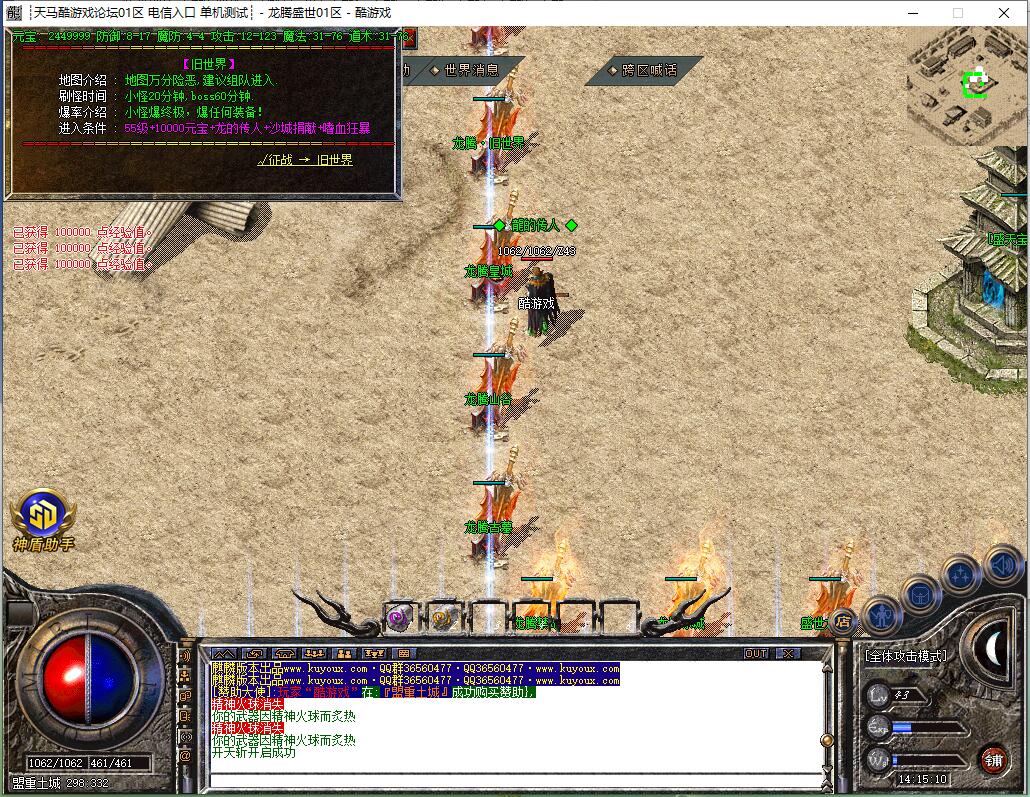 天马酷游戏论坛01区 电信入口 单机测试 - 龙腾盛世01区 - 酷游戏
元宝:2449999 防御:8-17 魔防:4-4 攻击:12-123 魔法:31-76 道术:31-76
【旧世界】
地图介绍 : 地图万分险恶,建议组队进入.
刷怪时间 : 小怪20分钟,boss60分钟.
爆率介绍 : 小怪爆终极，爆任何装备！
进入条件 : 55级+10000元宝+龙的传人+沙城捐献+嗜血狂暴
√征战 → 旧世界
世界消息
跨区喊话
龙腾·旧世界
已获得 100000 点经验值。
已获得 100000 点经验值。
已获得 100000 点经验值。
龍的传人
1062/1062/Z43
龙腾皇城
酷游戏
龙腾山谷
龙腾古墓
神盾助手
盛世
店
OUT
麒麟版本出品www.kuyoux.com·QQ群36560477·QQ36560477·www.kuyoux.com
麒麟版本出品www.kuyoux.com·QQ群36560477·QQ36560477·www.kuyoux.com
[赞助大使]:玩家“酷游戏”在:『盟重土城』成功购买赞助},
精神火球消失
你的武器因精神火球而炙热
精神火球消失
你的武器因精神火球而炙热
开天斩开启成功
[全体攻击模式]
Lv 43
Exp
Wgt
铺
14:15:10
1062/1062 461/461
盟重土城 298:332